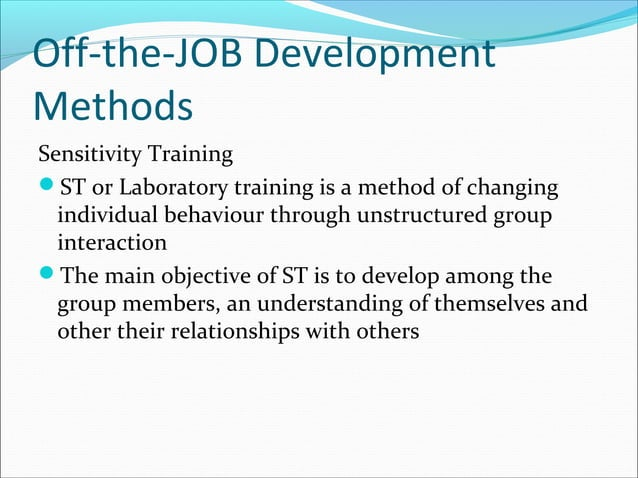 Off-the-JOB Development
Methods
Sensitivity Training
ST or Laboratory training is a method of changing
individual behaviour through unstructured group
interaction
The main objective of ST is to develop among the
group members, an understanding of themselves and
other their relationships with others